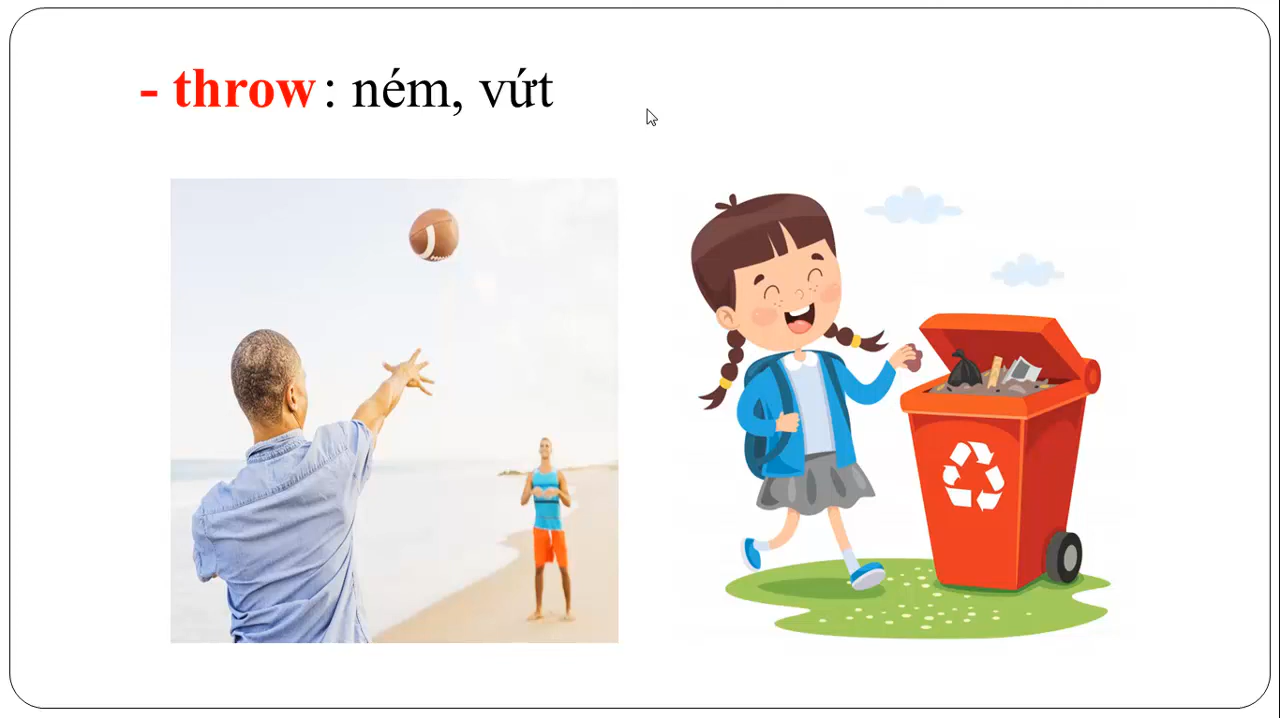 - throw : ném, vứt